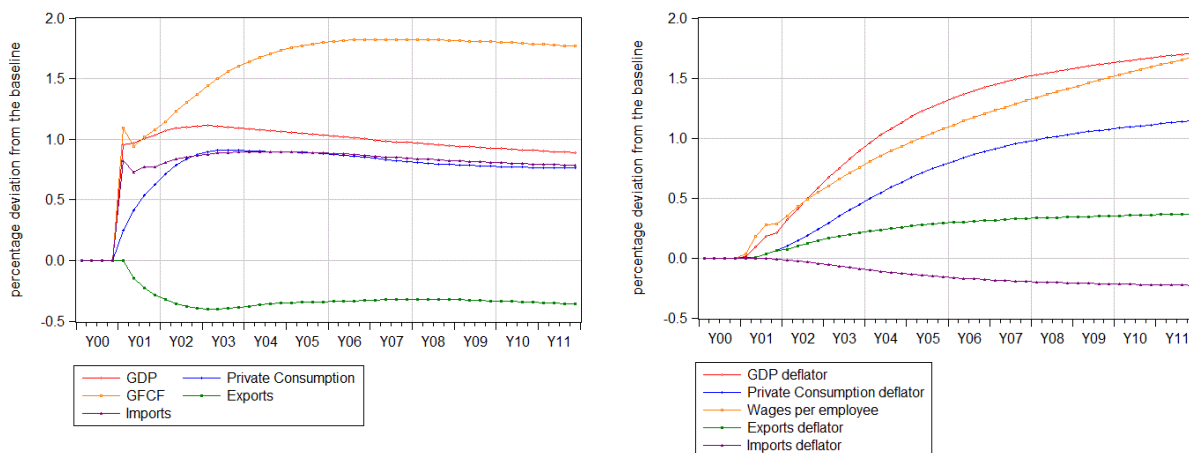 percentage deviation from the baseline
2.0
1.5
1.0
0.5
0.0
-0.5
Y00 Y01 Y02 Y03 Y04 Y05 Y06 Y07 Y08 Y09 Y10 Y11
GDP Private Consumption
GFCF Exports
Imports
percentage deviation from the baseline
2.0
1.5
1.0
0.5
0.0
-0.5
Y00 Y01 Y02 Y03 Y04 Y05 Y06 Y07 Y08 Y09 Y10 Y11
GDP deflator
Private Consumption deflator
Wages per employee
Exports deflator
Imports deflator